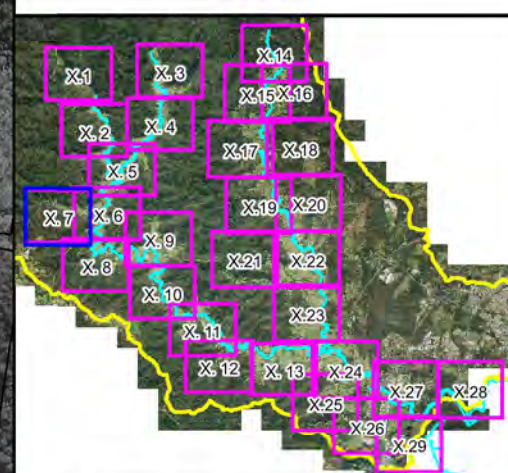 X.14
X.1
X. 3
X.15
X.16
X. 2
X. 4
X.17
X.18
X. 5
X. 7
X. 6
X.19
X.20
X. 9
X. 8
X.21
X.22
X. 10
X.11
X.23
X. 12
X. 13
X.24
X.27
X.28
X.25
X.26
X.29